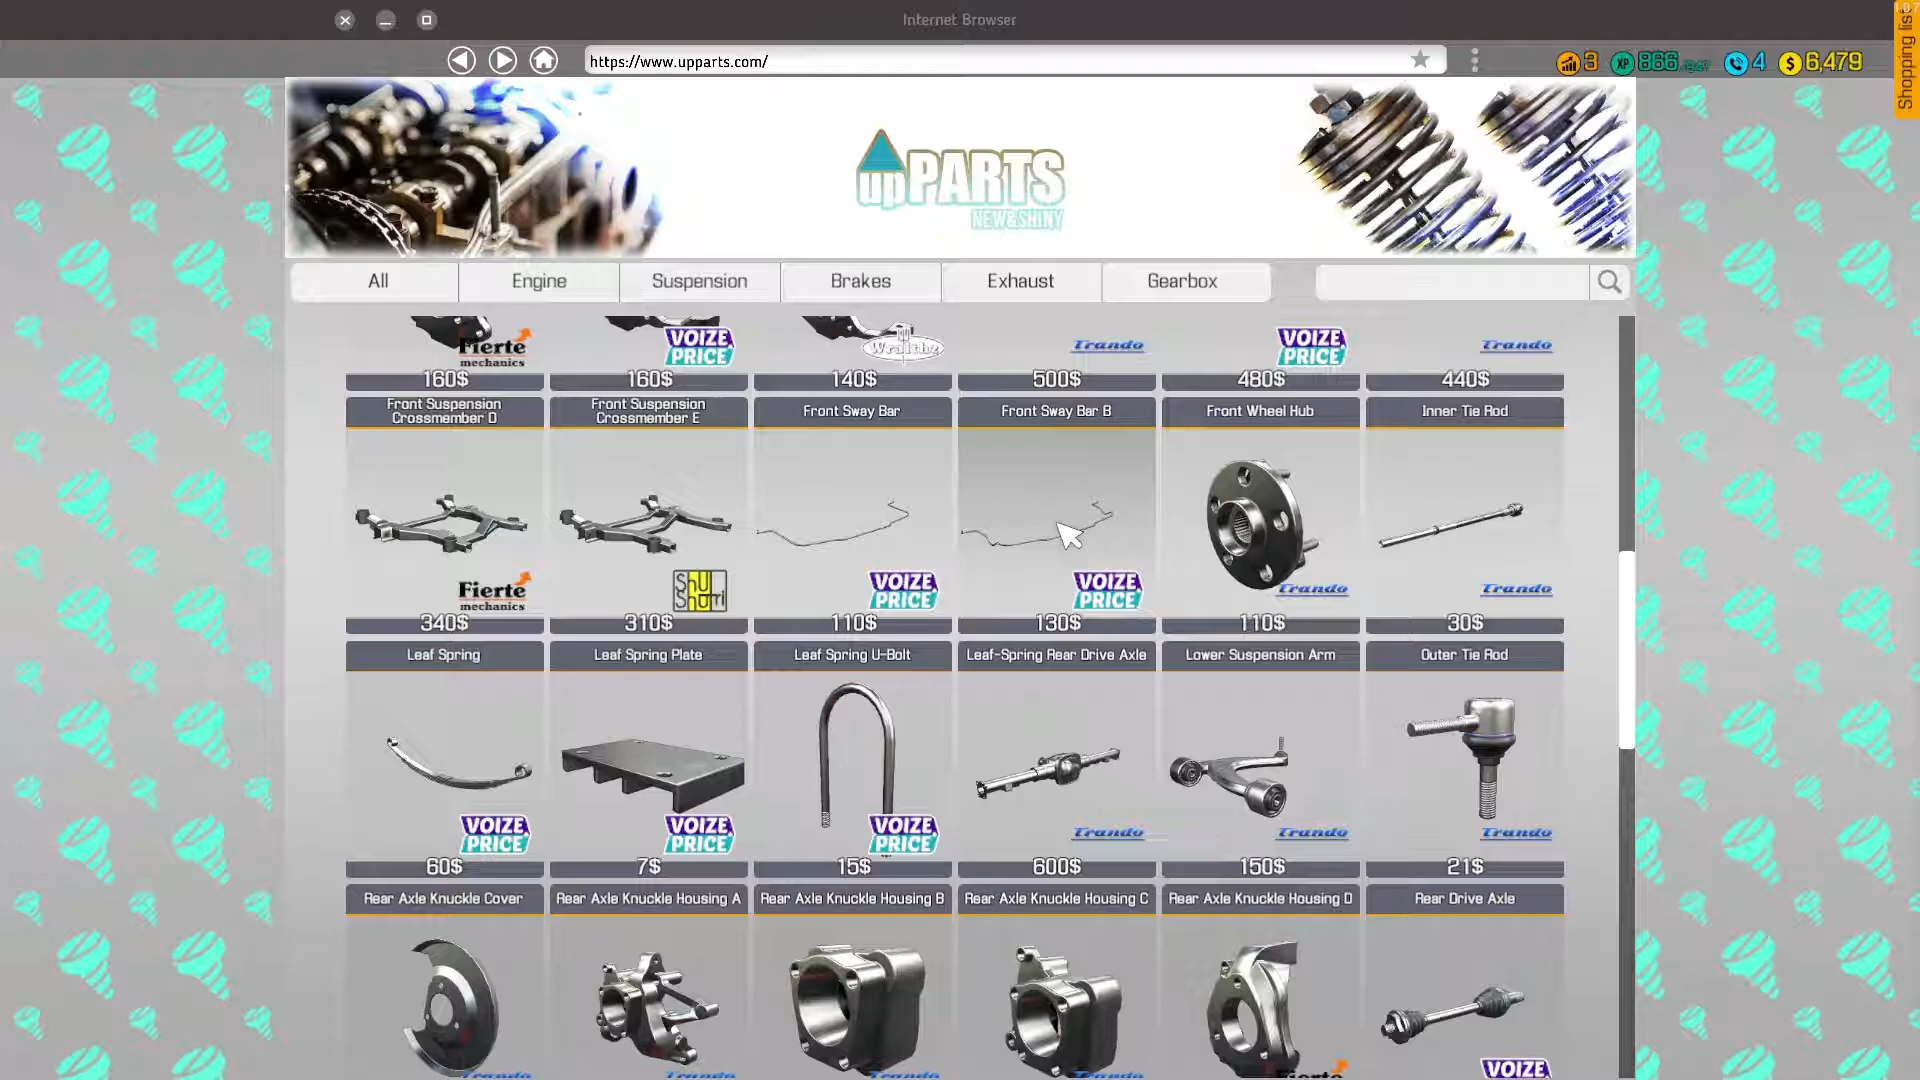 Internet Browser
1.0.7
Shopping list
https://www.upparts.com/
3
XP 866
4
$ 6,479
upPARTS
NEW&SHINY
All
Engine
Suspension
Brakes
Exhaust
Gearbox
Fierte
mechanics
VOIZE
PRICE
Trando
VOIZE
PRICE
Trando
160$
160$
140$
500$
480$
440$
Front Suspension
Crossmember D
Front Suspension
Crossmember E
Front Sway Bar
Front Sway Bar B
Front Wheel Hub
Inner Tie Rod
Fierte
mechanics
VOIZE
PRICE
VOIZE
PRICE
Trando
Trando
340$
310$
110$
130$
110$
30$
Leaf Spring
Leaf Spring Plate
Leaf Spring U-Bolt
Leaf-Spring Rear Drive Axle
Lower Suspension Arm
Outer Tie Rod
VOIZE
PRICE
VOIZE
PRICE
VOIZE
PRICE
Trando
Trando
Trando
60$
7$
15$
600$
150$
21$
Rear Axle Knuckle Cover
Rear Axle Knuckle Housing A
Rear Axle Knuckle Housing B
Rear Axle Knuckle Housing C
Rear Axle Knuckle Housing D
Rear Drive Axle
VOIZE